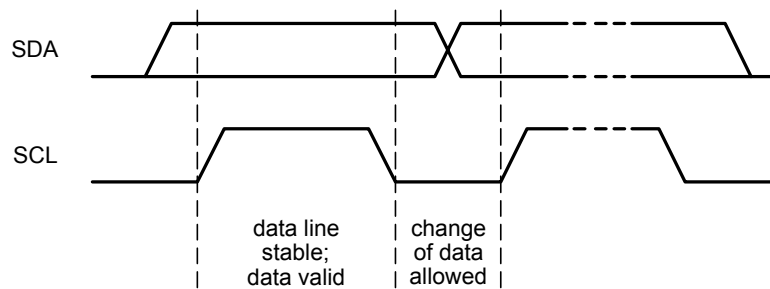 SDA
SCL
data line
stable;
data valid
change
of data
allowed